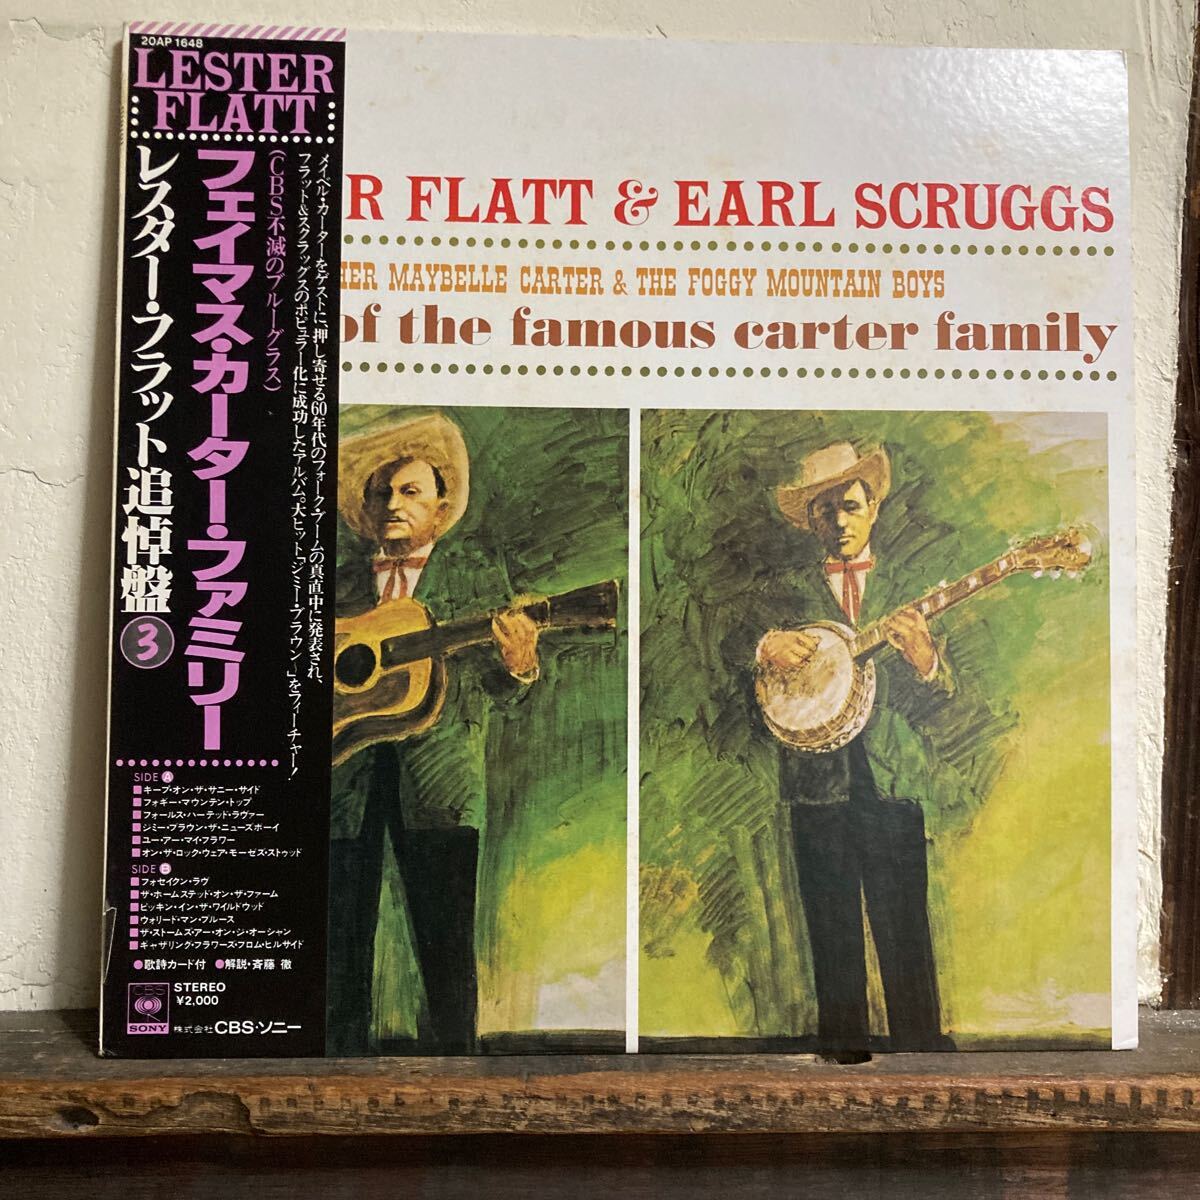 20AP 1648
LESTER
FLATT
フェイマス・カーター・ファミリー
(CBS不滅のブルーグラス)
レスター・フラット追悼盤
3
メイベル・カーターをゲストに、押し寄せる60年代のフォーク・ブームの真直中に発表され、
フラット&スクラッグスのポピュラー化に成功したアルバム。大ヒット「ジミー・ブラウン〜」をフィーチャー!
SIDE A
■キープ・オン・ザ・サニー・サイド
■フォギー・マウンテン・トップ
■フォールス・ハーテッド・ラヴァー
■ジミー・ブラウン・ザ・ニューズボーイ
■ユー・アー・マイ・フラワー
■オン・ザ・ロック・ウェア・モーゼズ・ストゥッド
SIDE B
■フォセイクン・ラヴ
■ザ・ホームステッド・オン・ザ・ファーム
■ピッキン・イン・ザ・ワイルドウッド
■ウォリード・マン・ブルース
■ザ・ストームズ・アー・オン・ジ・オーシャン
■ギャザリング・フラワーズ・フロム・ヒルサイド
●歌詩カード付 ●解説・斉藤 徹
CBS
SONY
STEREO
¥2,000
株式会社CBS・ソニー
R FLATT & EARL SCRUGGS
HER MAYBELLE CARTER & THE FOGGY MOUNTAIN BOYS
of the famous carter family